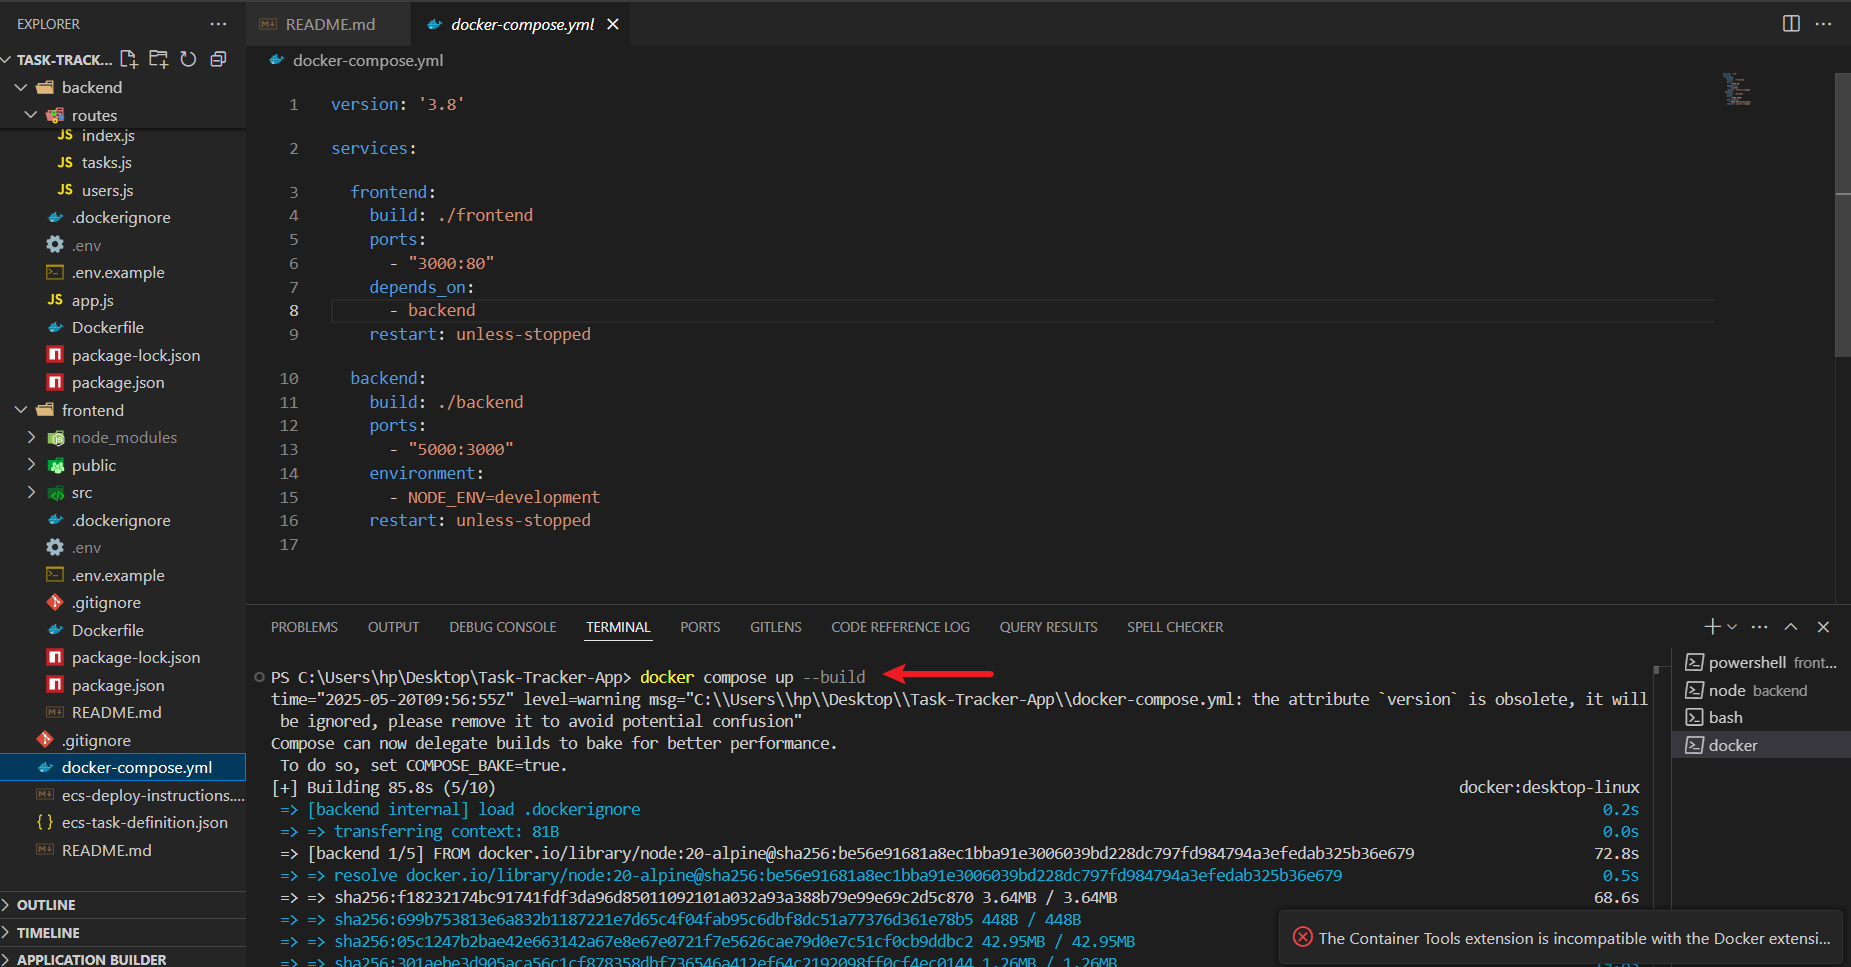 EXPLORER
TASK-TRACK...
backend
routes
index.js
tasks.js
users.js
.dockerignore
.env
.env.example
app.js
Dockerfile
package-lock.json
package.json
frontend
node_modules
public
src
.dockerignore
.env
.env.example
.gitignore
Dockerfile
package-lock.json
package.json
README.md
.gitignore
docker-compose.yml
ecs-deploy-instructions....
ecs-task-definition.json
README.md
OUTLINE
TIMELINE
APPLICATION BUILDER
README.md
docker-compose.yml
docker-compose.yml
1 version: '3.8'
2 services:
3 frontend:
4 build: ./frontend
5 ports:
6 - "3000:80"
7 depends_on:
8 - backend
9 restart: unless-stopped
10 backend:
11 build: ./backend
12 ports:
13 - "5000:3000"
14 environment:
15 - NODE_ENV=development
16 restart: unless-stopped
17
PROBLEMS OUTPUT DEBUG CONSOLE TERMINAL PORTS GITLENS CODE REFERENCE LOG QUERY RESULTS SPELL CHECKER
PS C:\Users\hp\Desktop\Task-Tracker-App> docker compose up --build
time="2025-05-20T09:56:55Z" level=warning msg="C:\\Users\\hp\\Desktop\\Task-Tracker-App\\docker-compose.yml: the attribute `version` is obsolete, it will
be ignored, please remove it to avoid potential confusion"
Compose can now delegate builds to bake for better performance.
To do so, set COMPOSE_BAKE=true.
[+] Building 85.8s (5/10) docker:desktop-linux
=> [backend internal] load .dockerignore 0.2s
=> => transferring context: 81B 0.0s
=> [backend 1/5] FROM docker.io/library/node:20-alpine@sha256:be56e91681a8ec1bba91e3006039bd228dc797fd984794a3efedab325b36e679 72.8s
=> => resolve docker.io/library/node:20-alpine@sha256:be56e91681a8ec1bba91e3006039bd228dc797fd984794a3efedab325b36e679 0.5s
=> => sha256:f18232174bc91741fdf3da96d85011092101a032a93a388b79e99e69c2d5c870 3.64MB / 3.64MB 68.6s
=> => sha256:699b753813e6a832b1187221e7d65c4f04fab95c6dbf8dc51a77376d361e78b5 448B / 448B
=> => sha256:05c1247b2bae42e663142a67e8e67e0721f7e5626cae79d0e7c51cf0cb9ddbc2 42.95MB / 42.95MB
=> => sha256:301aebe3d905aca56c1cf878358dbf736546a412ef64c2192098ff0cf4ec0144 1.26MB / 1.26MB
powershell front...
node backend
bash
docker
The Container Tools extension is incompatible with the Docker extensi...